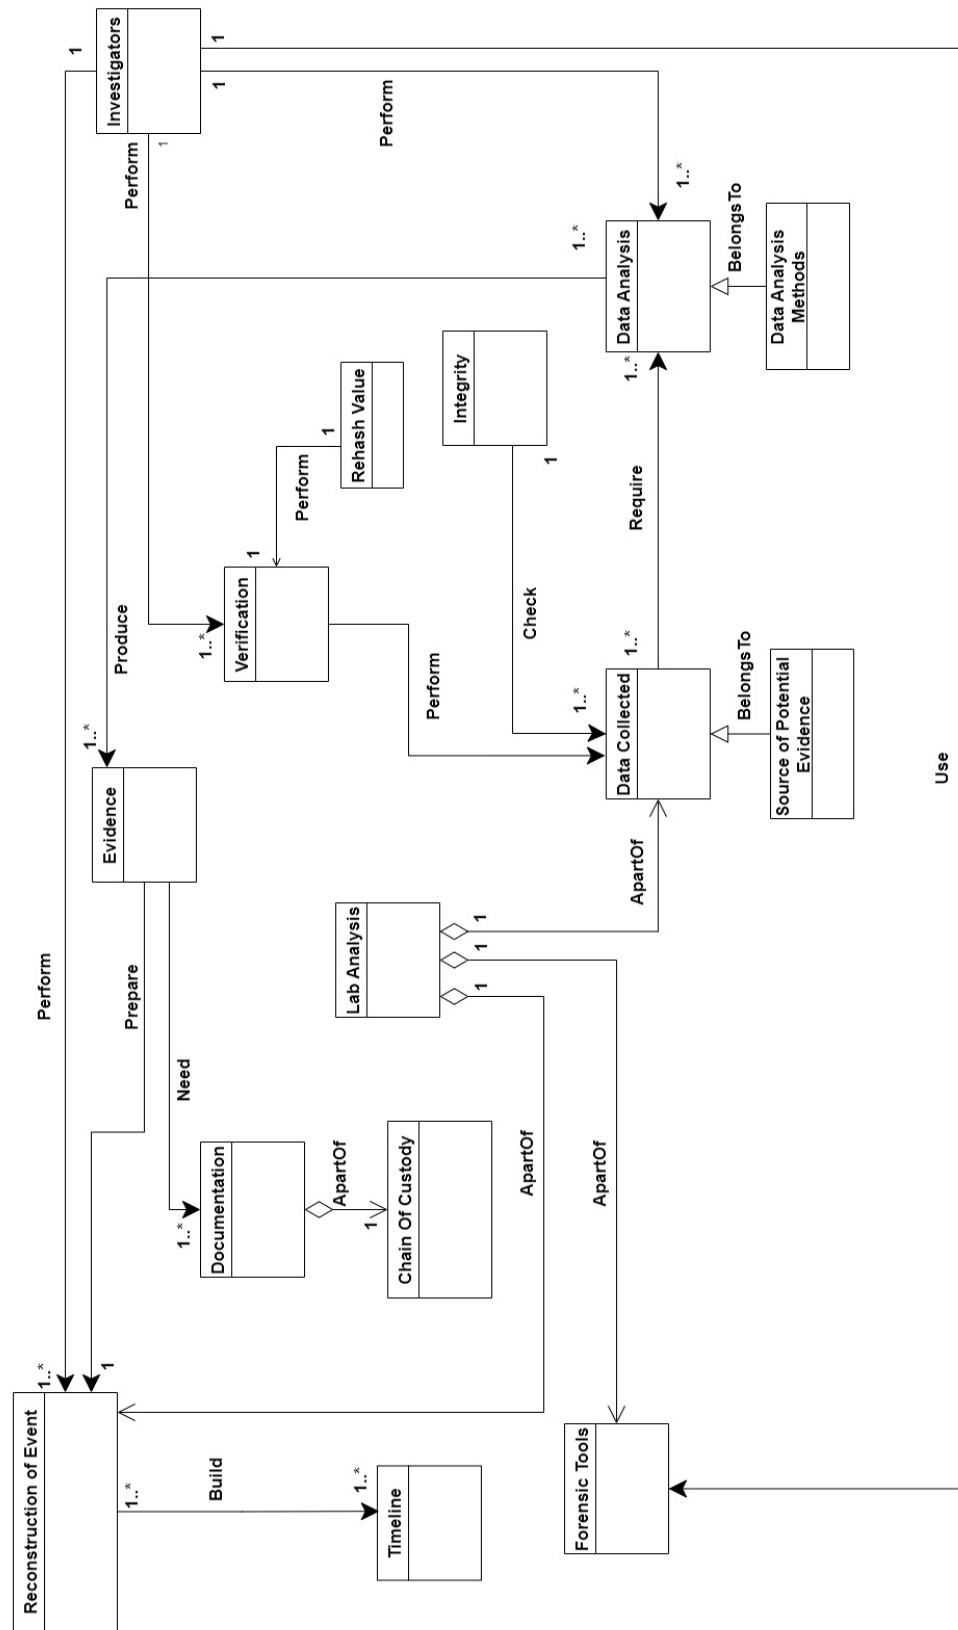 Investigators
1
1
1
1
Perform
Perform
1..*
1..*
Data Analysis
BelongsTo
Data Analysis
Methods
1..*
Integrity
1
Rehash Value
1
Perform
1
Verification
1..*
Produce
1..*
Evidence
Perform
Check
Require
1..*
1..*
Data Collected
BelongsTo
Source of Potential
Evidence
Use
ApartOf
Lab Analysis
1
1
1
Perform
Prepare
Need
1..*
Documentation
ApartOf
1
Chain Of Custody
ApartOf
ApartOf
1..*
1
Reconstruction of Event
1..*
Build
1..*
Timeline
Forensic Tools